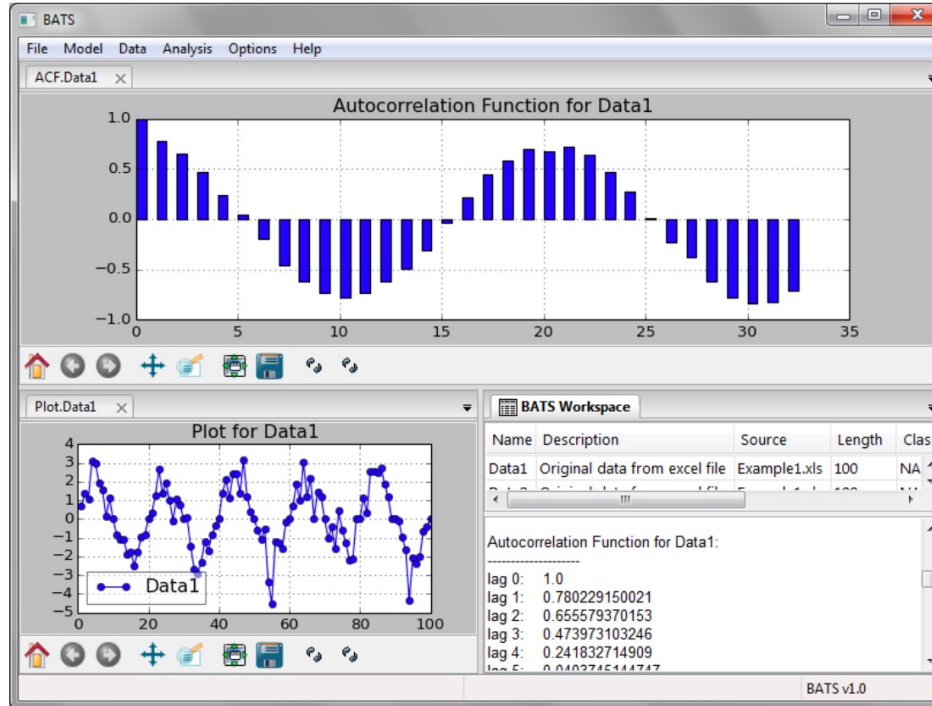 BATS
File Model Data Analysis Options Help
ACF.Data1
Autocorrelation Function for Data1
1.0
0.5
0.0
−0.5
−1.0
0 5 10 15 20 25 30 35
Plot.Data1
Plot for Data1
4
3
2
1
0
−1
−2
−3
−4
−5
Data1
0 20 40 60 80 100
BATS Workspace
Name Description Source Length Clas
Data1 Original data from excel file Example1.xls 100 NA
Autocorrelation Function for Data1:
---------------------
lag 0: 1.0
lag 1: 0.780229150021
lag 2: 0.655579370153
lag 3: 0.473973103246
lag 4: 0.241832714909
BATS v1.0